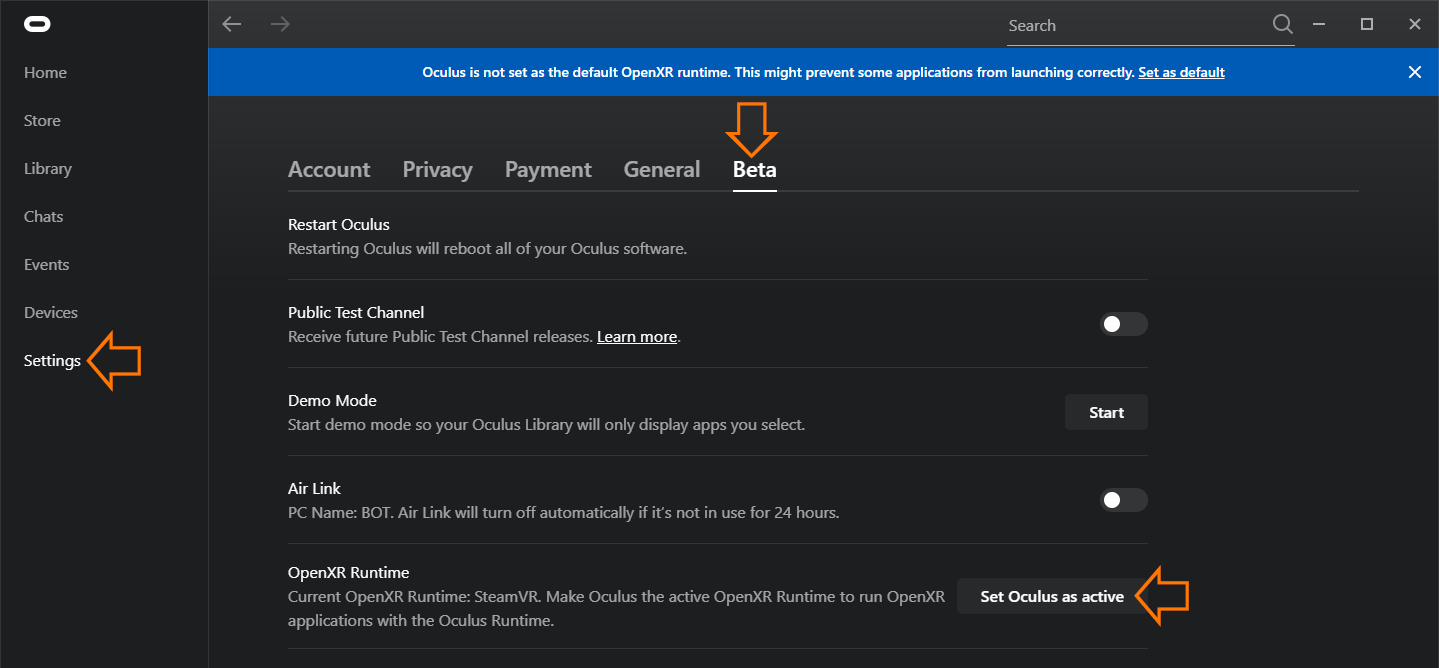 Search
Oculus is not set as the default OpenXR runtime. This might prevent some applications from launching correctly. Set as default
Home
Store
Library
Chats
Events
Devices
Settings
Account Privacy Payment General Beta
Restart Oculus
Restarting Oculus will reboot all of your Oculus software.
Public Test Channel
Receive future Public Test Channel releases. Learn more.
Demo Mode
Start demo mode so your Oculus Library will only display apps you select.
Start
Air Link
PC Name: BOT. Air Link will turn off automatically if it's not in use for 24 hours.
OpenXR Runtime
Current OpenXR Runtime: SteamVR. Make Oculus the active OpenXR Runtime to run OpenXR
applications with the Oculus Runtime.
Set Oculus as active